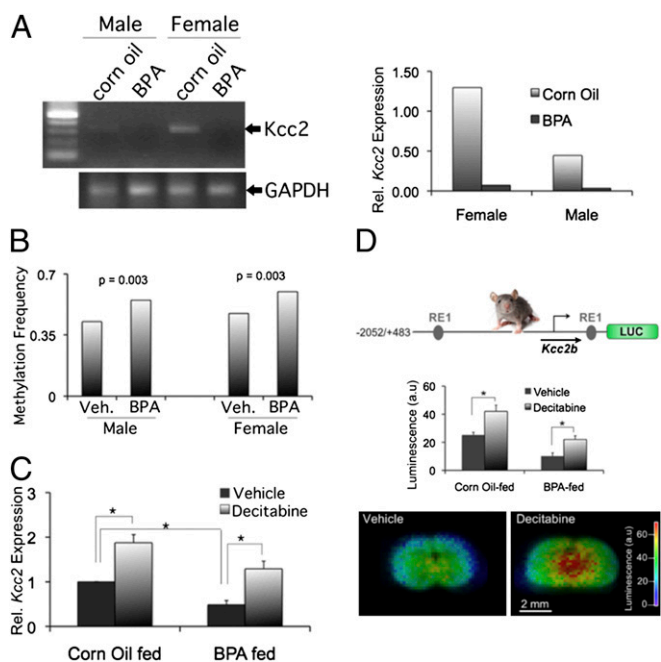 A
Male Female
corn oil BPA corn oil BPA
Kcc2
GAPDH
Rel. Kcc2 Expression
1.50
1.00
0.50
0.00
Corn Oil
BPA
Female Male
B
Methylation Frequency
0.7
0.35
0
p = 0.003 p = 0.003
Veh. BPA Veh. BPA
Male Female
C
Rel. Kcc2 Expression
3
2
1
0
Vehicle
Decitabine
* * *
Corn Oil fed BPA fed
D
-2052/+483 RE1 RE1 LUC
Kcc2b
Luminescence (a.u)
60
40
20
0
Vehicle
Decitabine
* *
Corn Oil-fed BPA-fed
Vehicle Decitabine
2 mm
Luminescence (a.u)
60
40
20
0